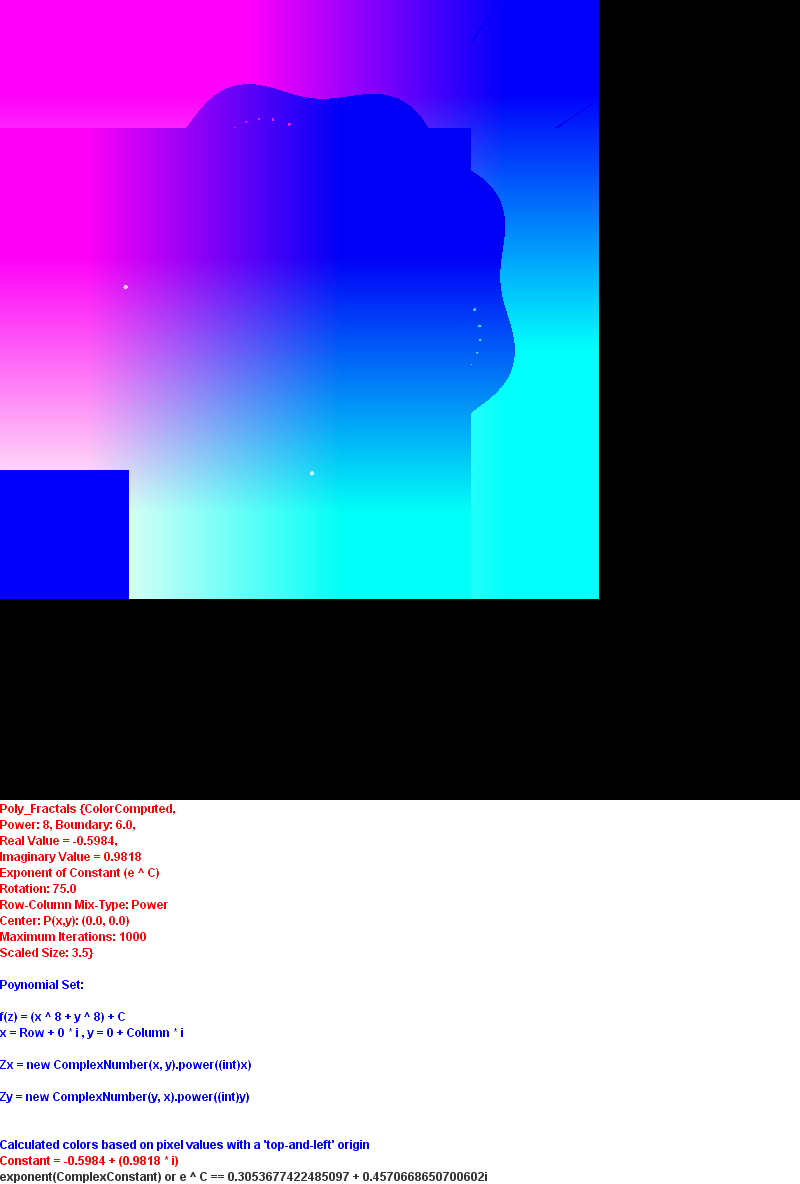 Poly_Fractals {ColorComputed,
Power: 8, Boundary: 6.0,
Real Value = -0.5984,
Imaginary Value = 0.9818
Exponent of Constant (e ^ C)
Rotation: 75.0
Row-Column Mix-Type: Power
Center: P(x,y): (0.0, 0.0)
Maximum Iterations: 1000
Scaled Size: 3.5}
Poynomial Set:
f(z) = (x ^ 8 + y ^ 8) + C
x = Row + 0 * i , y = 0 + Column * i
Zx = new ComplexNumber(x, y).power((int)x)
Zy = new ComplexNumber(y, x).power((int)y)
Calculated colors based on pixel values with a 'top-and-left' origin
Constant = -0.5984 + (0.9818 * i)
exponent(ComplexConstant) or e ^ C == 0.3053677422485097 + 0.4570668650700602i